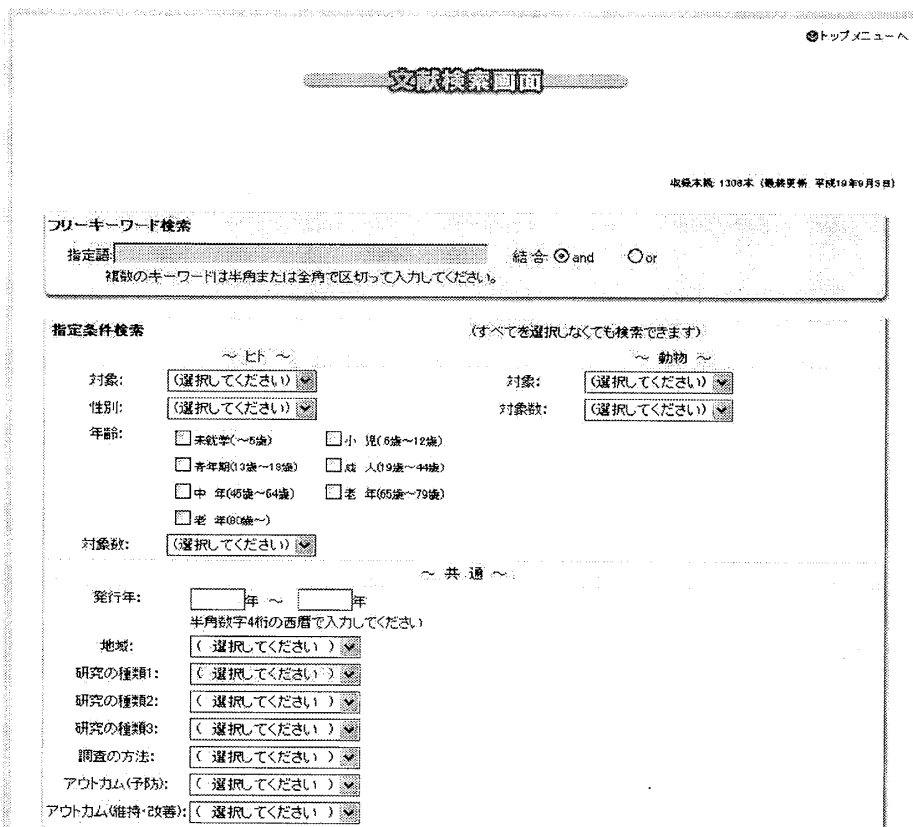 トップメニューへ
文献検索画面
収録本数 1306本 (最終更新 平成19年9月3日)
フリーキーワード検索
指定語: 結合 and or
複数のキーワードは半角または全角で区切って入力してください。
指定条件検索 (すべてを選択しなくても検索できます)
～ ヒト ～ ～ 動物 ～
対象: (選択してください) 対象: (選択してください)
性別: (選択してください) 対象数: (選択してください)
年齢: 未就学(～5歳) 小 児(6歳～12歳)
青年期(13歳～18歳) 成 人(19歳～44歳)
中 年(45歳～64歳) 老 年(65歳～79歳)
老 年(80歳～)
対象数: (選択してください)
～ 共 通 ～
発行年: 年 ～ 年
半角数字4桁の西暦で入力してください
地域: ( 選択してください )
研究の種類1: ( 選択してください )
研究の種類2: ( 選択してください )
研究の種類3: ( 選択してください )
調査の方法: ( 選択してください )
アウトカム(予防): ( 選択してください )
アウトカム(維持・改善): ( 選択してください )